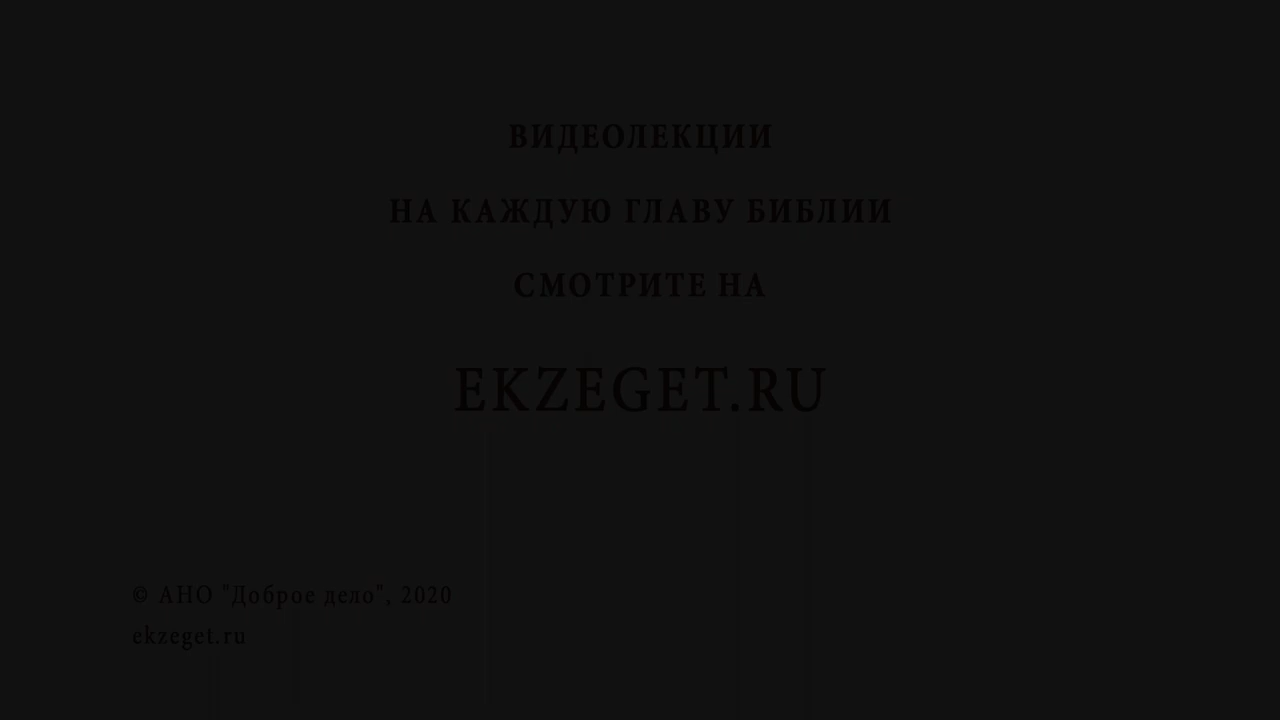 ВИДЕОЛЕКЦИИ
НА КАЖДУЮ ГЛАВУ БИБЛИИ
СМОТРИТЕ НА
EKZEGET.RU
© АНО "Доброе дело", 2020
ekzeget.ru